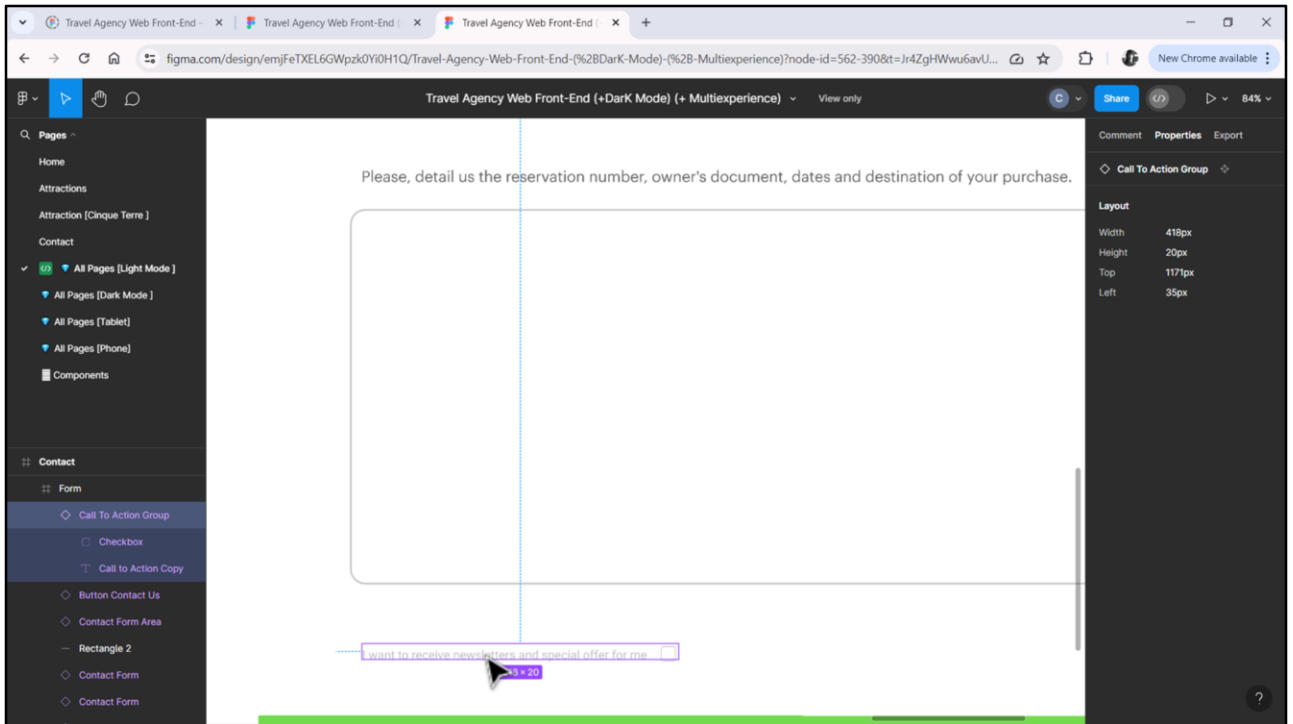 Travel Agency Web Front-End -
Travel Agency Web Front-End (
Travel Agency Web Front-End (
figma.com/design/emjFeTXEL6GWpzk0Yi0H1Q/Travel-Agency-Web-Front-End-(%2BDarK-Mode)-(%2B-Multiexperience)?node-id=562-390&t=Jr4ZgHWwu6avU...
New Chrome available
Travel Agency Web Front-End (+DarK Mode) (+ Multiexperience)
View only
C
Share
84%
Pages
Home
Attractions
Attraction [Cinque Terre ]
Contact
All Pages [Light Mode ]
All Pages [Dark Mode ]
All Pages [Tablet]
All Pages [Phone]
Components
Contact
Form
Call To Action Group
Checkbox
Call to Action Copy
Button Contact Us
Contact Form Area
Rectangle 2
Contact Form
Contact Form
Please, detail us the reservation number, owner's document, dates and destination of your purchase.
I want to receive newsletters and special offer for me
× 20
Comment Properties Export
Call To Action Group
Layout
Width 418px
Height 20px
Top 1171px
Left 35px
?